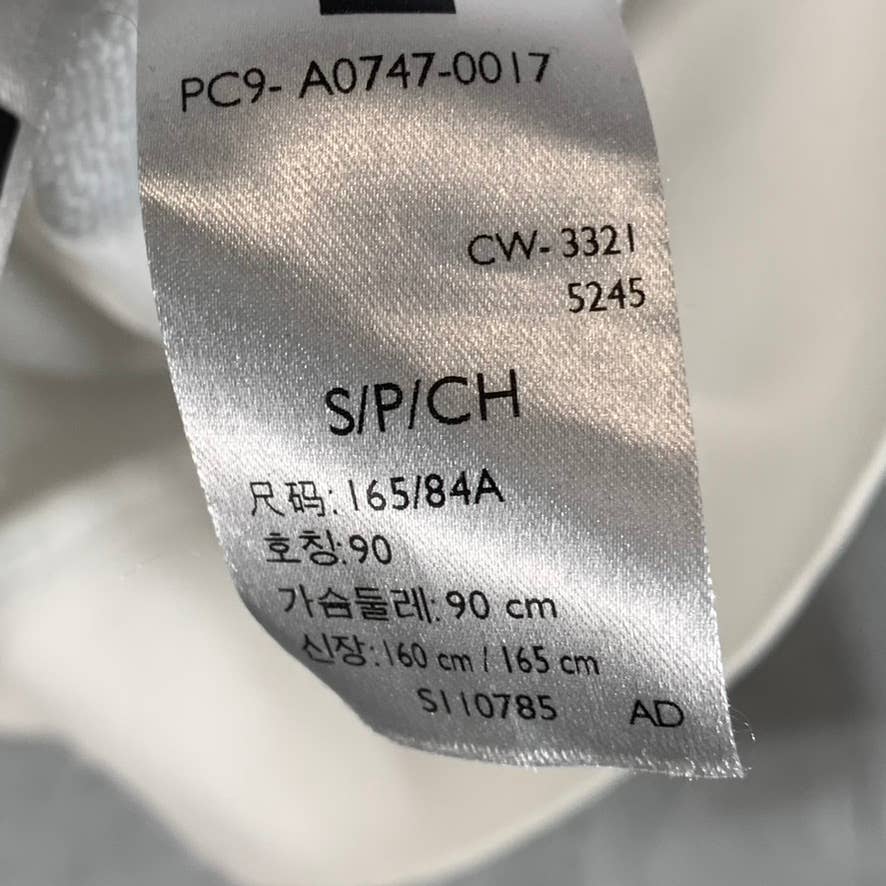 PC9- A0747-0017
CW- 3321
5245
S/P/CH
尺码: 165/84A
호칭:90
가슴둘레: 90 cm
신장:160 cm / 165 cm
S110785 AD